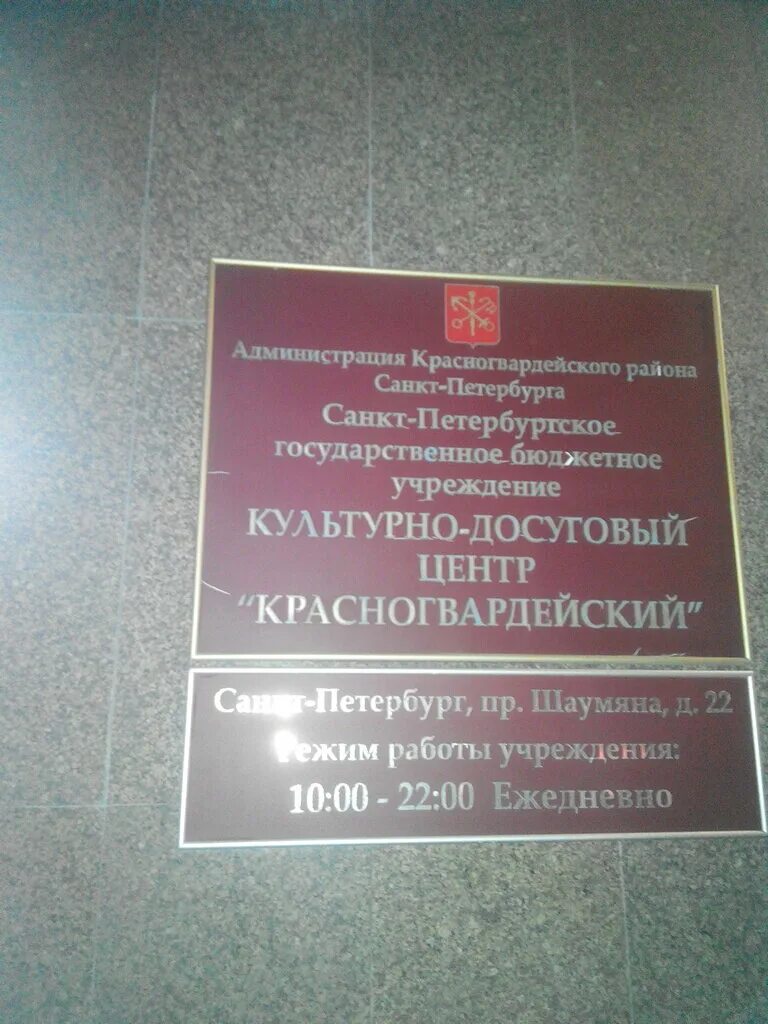 Администрация Красногвардейского района
Санкт-Петербурга
Санкт-Петербургское
государственное бюджетное
учреждение
КУЛЬТУРНО-ДОСУГОВЫЙ
ЦЕНТР
"КРАСНОГВАРДЕЙСКИЙ"
Санкт-Петербург, пр. Шаумяна, д. 22
Режим работы учреждения:
10:00 - 22:00 Ежедневно